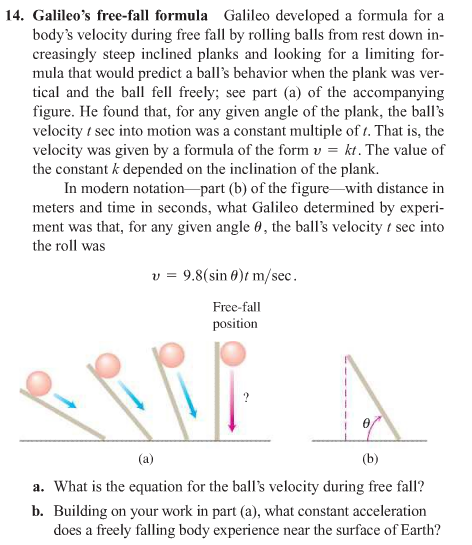 14. Galileo's free-fall formula Galileo developed a formula for a
body's velocity during free fall by rolling balls from rest down in-
creasingly steep inclined planks and looking for a limiting for-
mula that would predict a ball's behavior when the plank was ver-
tical and the ball fell freely; see part (a) of the accompanying
figure. He found that, for any given angle of the plank, the ball's
velocity t sec into motion was a constant multiple of t. That is, the
velocity was given by a formula of the form v = kt. The value of
the constant k depended on the inclination of the plank.
In modern notation—part (b) of the figure—with distance in
meters and time in seconds, what Galileo determined by experi-
ment was that, for any given angle θ, the ball's velocity t sec into
the roll was
v = 9.8(sin θ)t m/sec.
Free-fall
position
?
θ
(a)
(b)
a. What is the equation for the ball's velocity during free fall?
b. Building on your work in part (a), what constant acceleration
does a freely falling body experience near the surface of Earth?